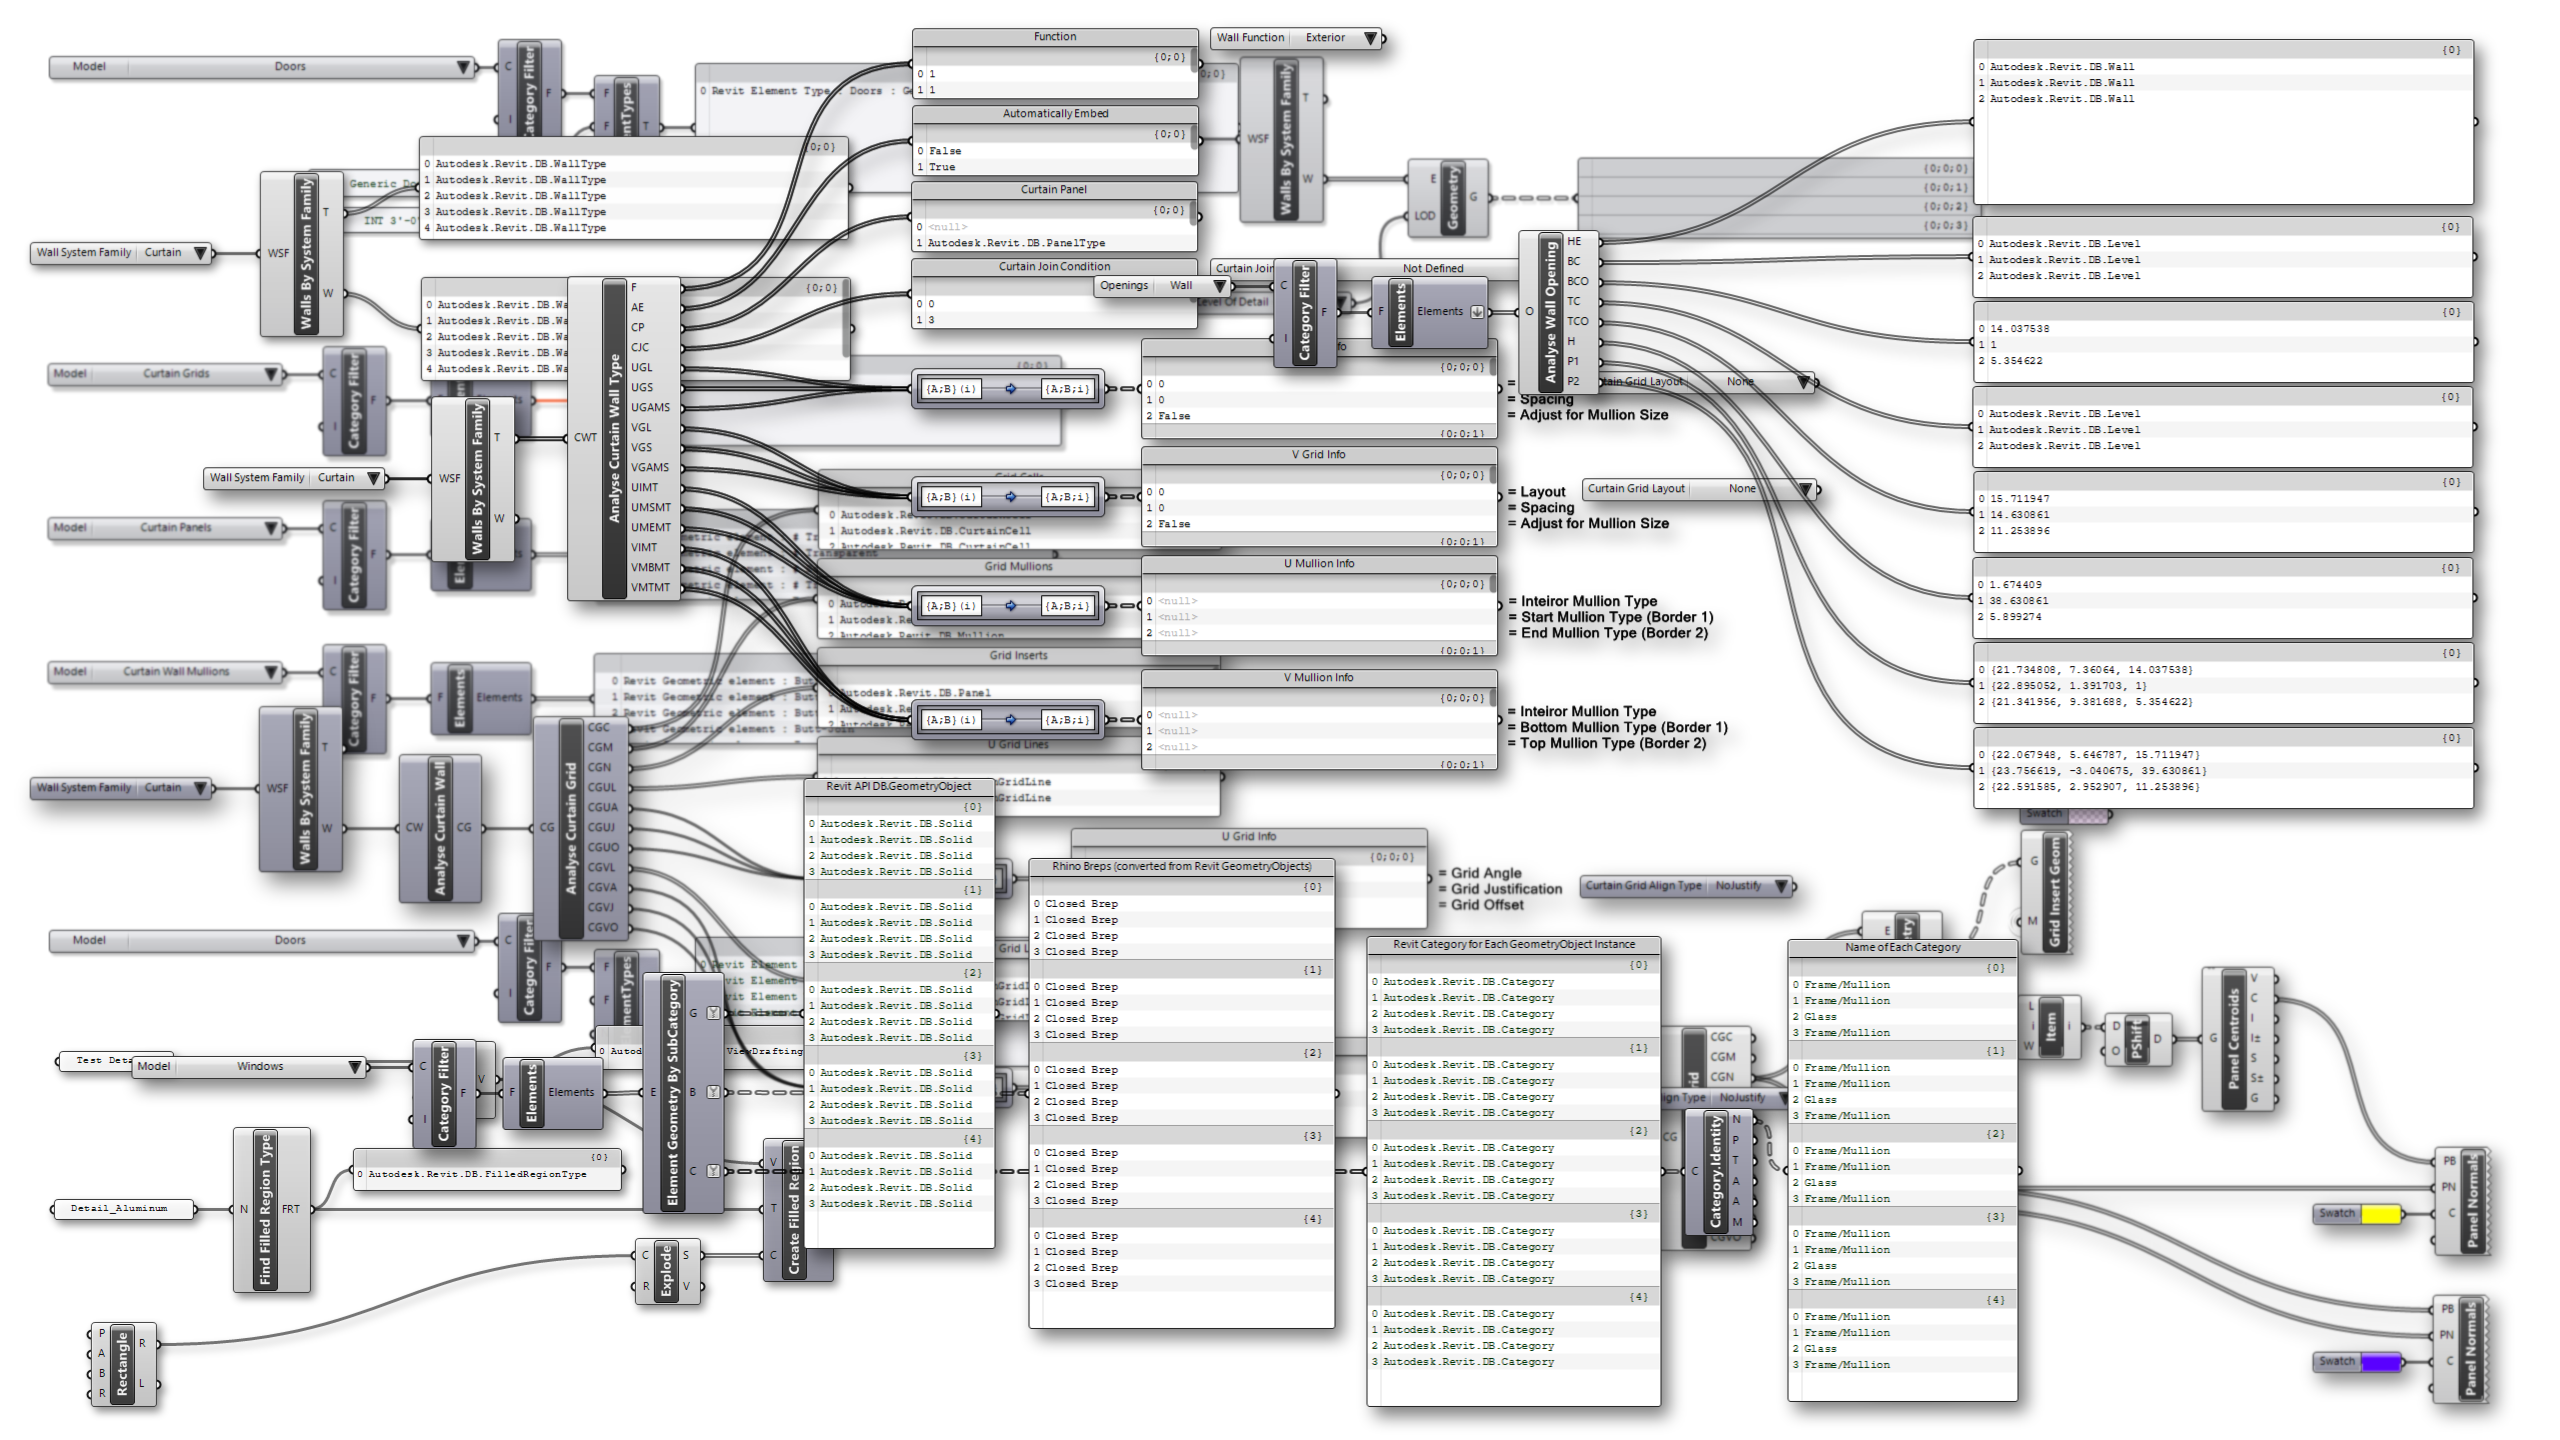 Model Doors
Category Filter
C
F
I
F
F
T
0 Revit Element Type : Doors : G
{0;0}
0 Autodesk.Revit.DB.WallType
1 Autodesk.Revit.DB.WallType
2 Autodesk.Revit.DB.WallType
3 Autodesk.Revit.DB.WallType
4 Autodesk.Revit.DB.WallType
Generic
INT 3'-0"
Wall System Family Curtain
WSF
Walls By System Family
T
W
{0;0}
0 Autodesk.Revit.DB.Wa
1 Autodesk.Revit.DB.Wa
2 Autodesk.Revit.DB.Wa
3 Autodesk.Revit.DB.Wa
4 Autodesk.Revit.DB.Wa
Model Curtain Grids
C
I
Category Filter
F
Wall System Family Curtain
WSF
Walls By System Family
T
W
Model Curtain Panels
C
I
Category Filter
F
CWT
Analyse Curtain Wall Type
F
AE
CP
CJC
UGL
UGS
UGAMS
VGL
VGS
VGAMS
UIMT
UMSMT
UMEMT
VIMT
VMBMT
VMTMT
Function
{0;0}
0 1
1 1
Automatically Embed
{0;0}
0 False
1 True
Curtain Panel
{0;0}
0 <null>
1 Autodesk.Revit.DB.PanelType
Curtain Join Condition
{0;0}
0 0
1 3
{A;B}(i) {A;B;i}
{A;B}(i) {A;B;i}
{A;B}(i) {A;B;i}
{A;B}(i) {A;B;i}
Wall Function Exterior
WSF
Walls By System Family
T
W
E
LOD
Geometry
G
{0;0;0}
{0;0;1}
{0;0;2}
{0;0;3}
Curtain Join
Not Defined
Level Of Detail
Openings Wall
C
I
Category Filter
F
F
Elements
Elements
O
Analyse Wall Opening
HE
BC
BCO
TC
TCO
H
P1
P2
{0;0;0}
0 0
1 0
2 False
{0;0;1}
= Spacing
= Adjust for Mullion Size
Curtain Grid Layout None
V Grid Info
{0;0;0}
0 0
1 0
2 False
{0;0;1}
= Layout
= Spacing
= Adjust for Mullion Size
Curtain Grid Layout None
U Mullion Info
{0;0;0}
0 <null>
1 <null>
2 <null>
{0;0;1}
= Inteiror Mullion Type
= Start Mullion Type (Border 1)
= End Mullion Type (Border 2)
V Mullion Info
{0;0;0}
0 <null>
1 <null>
2 <null>
{0;0;1}
= Inteiror Mullion Type
= Bottom Mullion Type (Border 1)
= Top Mullion Type (Border 2)
{0}
0 Autodesk.Revit.DB.Wall
1 Autodesk.Revit.DB.Wall
2 Autodesk.Revit.DB.Wall
{0}
0 Autodesk.Revit.DB.Level
1 Autodesk.Revit.DB.Level
2 Autodesk.Revit.DB.Level
{0}
0 14.037538
1 1
2 5.354622
{0}
0 Autodesk.Revit.DB.Level
1 Autodesk.Revit.DB.Level
2 Autodesk.Revit.DB.Level
{0}
0 15.711947
1 14.630861
2 11.253896
{0}
0 1.674409
1 38.630861
2 5.899274
{0}
0 {21.734808, 7.36064, 14.037538}
1 {22.895052, 1.391703, 1}
2 {21.341956, 9.381688, 5.354622}
{0}
0 {22.067948, 5.646787, 15.711947}
1 {23.756619, -3.040675, 39.630861}
2 {22.591585, 2.952907, 11.253896}
Grid Cells
1 Autodesk.Revit.DB.CurtainCell
2 Autodesk.Revit.DB.CurtainCell
Grid Mullions
2 Autodesk.Revit.DB.Mullion
Grid Inserts
Autodesk.Revit.DB.Panel
U Grid Lines
GridLine
GridLine
Model Curtain Wall Mullions
C
Category Filter
F
F
Elements
Elements
0 Revit Geometric element : But
1 Revit Geometric element : But
2 Revit Geometric element : But
Wall System Family Curtain
WSF
Walls By System Family
T
W
CW
Analyse Curtain Wall
CG
CG
Analyse Curtain Grid
CGC
CGM
CGN
CGUL
CGUA
CGUJ
CGUO
CGVL
CGVA
CGVJ
CGVO
U Grid Info
{0;0;0}
= Grid Angle
= Grid Justification
= Grid Offset
Curtain Grid Align Type NoJustify
Swatch
G
M
Grid Insert Geom
Model Doors
C
I
Category Filter
F
F
F
Revit API DB.GeometryObject
{0}
0 Autodesk.Revit.DB.Solid
1 Autodesk.Revit.DB.Solid
2 Autodesk.Revit.DB.Solid
3 Autodesk.Revit.DB.Solid
{1}
0 Autodesk.Revit.DB.Solid
1 Autodesk.Revit.DB.Solid
2 Autodesk.Revit.DB.Solid
3 Autodesk.Revit.DB.Solid
{2}
0 Autodesk.Revit.DB.Solid
1 Autodesk.Revit.DB.Solid
2 Autodesk.Revit.DB.Solid
3 Autodesk.Revit.DB.Solid
{3}
0 Autodesk.Revit.DB.Solid
1 Autodesk.Revit.DB.Solid
2 Autodesk.Revit.DB.Solid
3 Autodesk.Revit.DB.Solid
{4}
0 Autodesk.Revit.DB.Solid
1 Autodesk.Revit.DB.Solid
2 Autodesk.Revit.DB.Solid
3 Autodesk.Revit.DB.Solid
Rhino Breps (converted from Revit GeometryObjects)
{0}
0 Closed Brep
1 Closed Brep
2 Closed Brep
3 Closed Brep
{1}
0 Closed Brep
1 Closed Brep
2 Closed Brep
3 Closed Brep
{2}
0 Closed Brep
1 Closed Brep
2 Closed Brep
3 Closed Brep
{3}
0 Closed Brep
1 Closed Brep
2 Closed Brep
3 Closed Brep
{4}
0 Closed Brep
1 Closed Brep
2 Closed Brep
3 Closed Brep
Revit Category for Each GeometryObject Instance
{0}
0 Autodesk.Revit.DB.Category
1 Autodesk.Revit.DB.Category
2 Autodesk.Revit.DB.Category
3 Autodesk.Revit.DB.Category
{1}
0 Autodesk.Revit.DB.Category
1 Autodesk.Revit.DB.Category
2 Autodesk.Revit.DB.Category
3 Autodesk.Revit.DB.Category
{2}
0 Autodesk.Revit.DB.Category
1 Autodesk.Revit.DB.Category
2 Autodesk.Revit.DB.Category
3 Autodesk.Revit.DB.Category
{3}
0 Autodesk.Revit.DB.Category
1 Autodesk.Revit.DB.Category
2 Autodesk.Revit.DB.Category
3 Autodesk.Revit.DB.Category
{4}
0 Autodesk.Revit.DB.Category
1 Autodesk.Revit.DB.Category
2 Autodesk.Revit.DB.Category
3 Autodesk.Revit.DB.Category
Name of Each Category
{0}
0 Frame/Mullion
1 Frame/Mullion
2 Glass
3 Frame/Mullion
{1}
0 Frame/Mullion
1 Frame/Mullion
2 Glass
3 Frame/Mullion
{2}
0 Frame/Mullion
1 Frame/Mullion
2 Glass
3 Frame/Mullion
{3}
0 Frame/Mullion
1 Frame/Mullion
2 Glass
3 Frame/Mullion
{4}
0 Frame/Mullion
1 Frame/Mullion
2 Glass
3 Frame/Mullion
CGC
CGM
CGN
NoJustify
C
Category.Identity
N
P
T
A
A
M
L
i
W
Item
i
D
O
PShift
D
G
Panel Centroids
V
C
I
I±
S
S±
G
PB
PN
C
Panel Normals
Swatch
PB
PN
C
Panel Normals
Swatch
Test
Model Windows
C
I
Category Filter
F
V
F
Elements
Elements
E
Element Geometry By SubCategory
G
B
C
ViewDrafting
Detail_Aluminum
N
Find Filled Region Type
FRT
{0}
0 Autodesk.Revit.DB.FilledRegionType
V
T
C
Create Filled Region
C
R
Explode
S
V
P
A
B
R
Rectangle
R
L